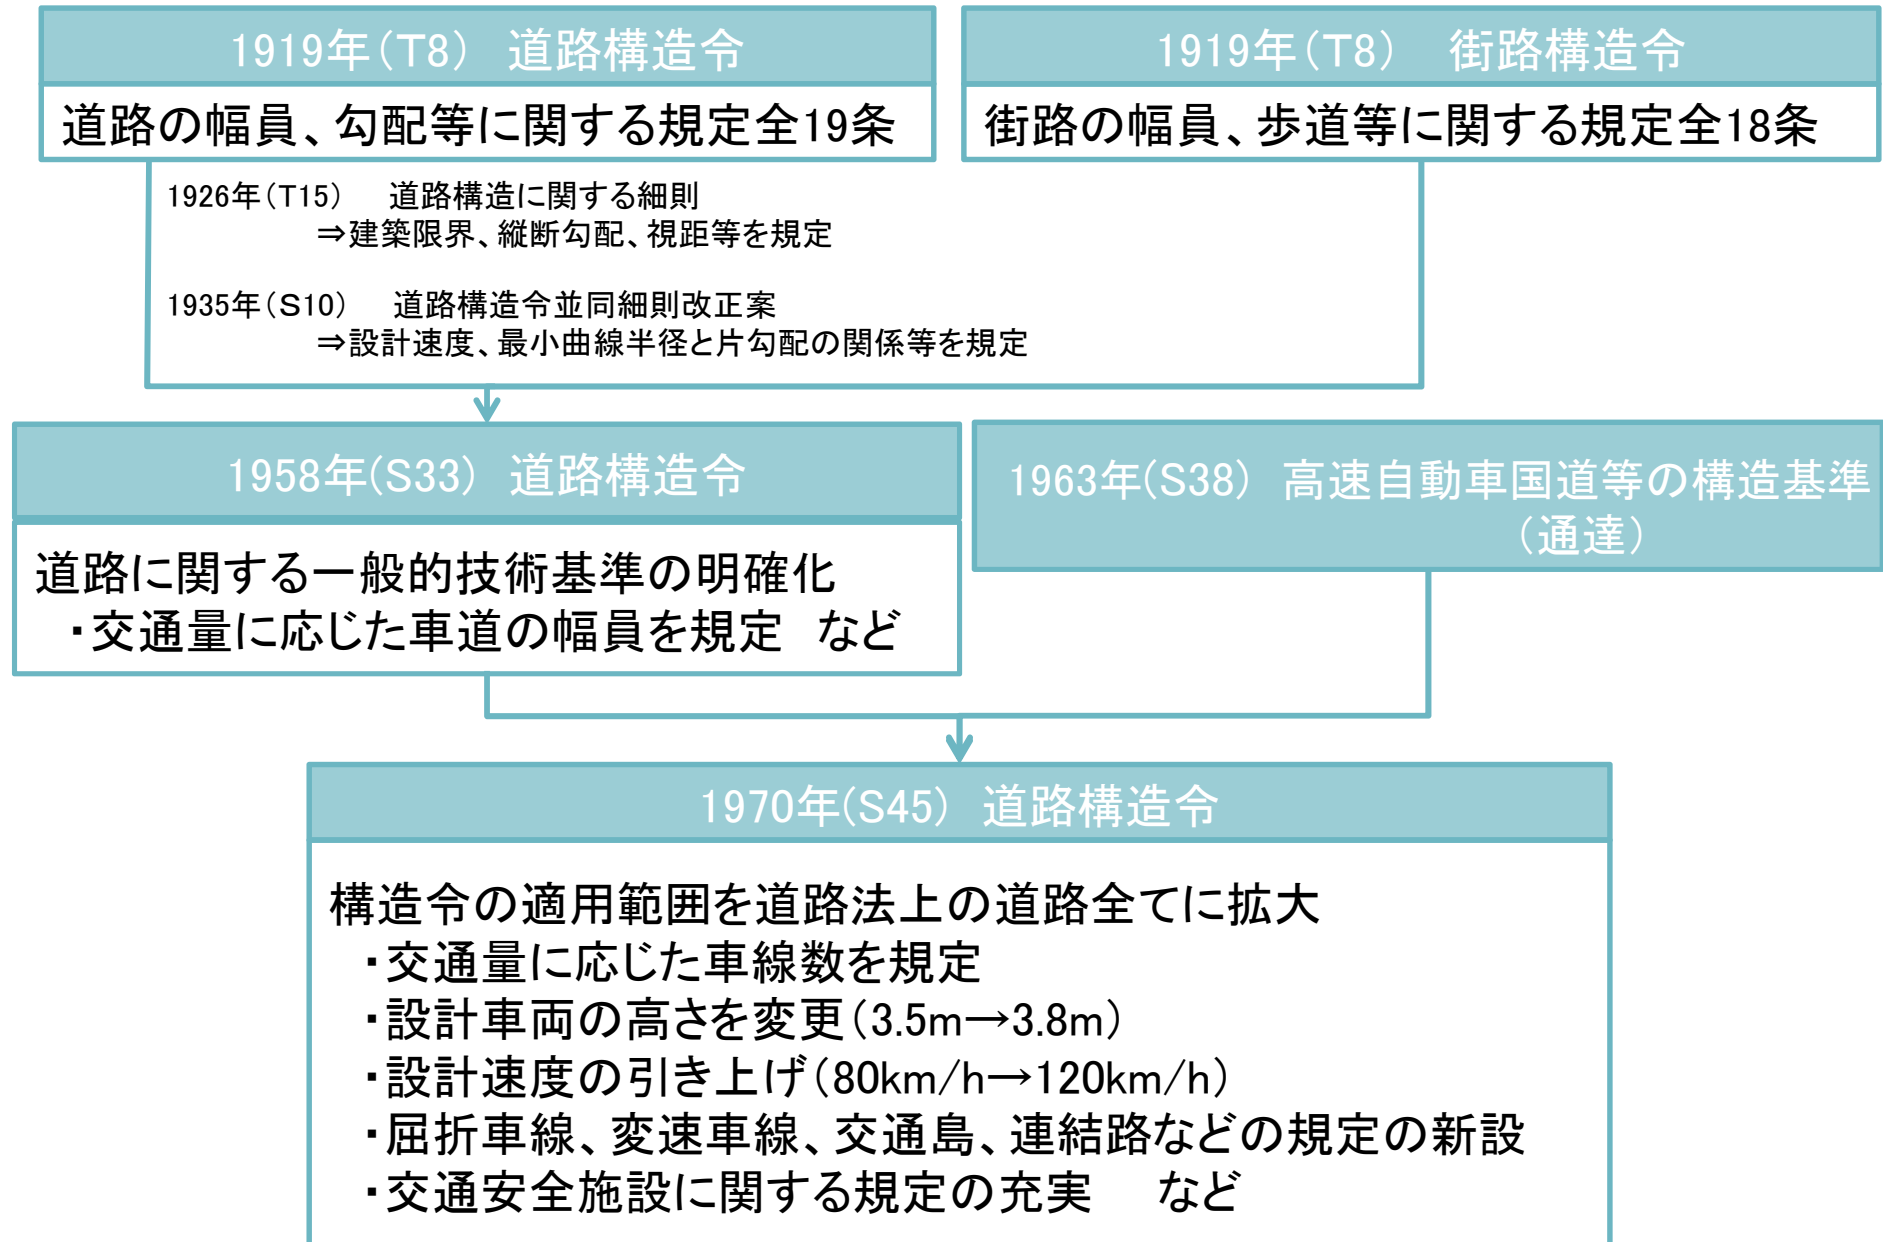 1919年(T8) 道路構造令
道路の幅員、勾配等に関する規定全19条
1919年(T8) 街路構造令
街路の幅員、歩道等に関する規定全18条
1926年(T15) 道路構造に関する細則
⇒建築限界、縦断勾配、視距等を規定
1935年(S10) 道路構造令並同細則改正案
⇒設計速度、最小曲線半径と片勾配の関係等を規定
1958年(S33) 道路構造令
道路に関する一般的技術基準の明確化
・交通量に応じた車道の幅員を規定 など
1963年(S38) 高速自動車国道等の構造基準
(通達)
1970年(S45) 道路構造令
構造令の適用範囲を道路法上の道路全てに拡大
・交通量に応じた車線数を規定
・設計車両の高さを変更(3.5m→3.8m)
・設計速度の引き上げ(80km/h→120km/h)
・屈折車線、変速車線、交通島、連結路などの規定の新設
・交通安全施設に関する規定の充実 など